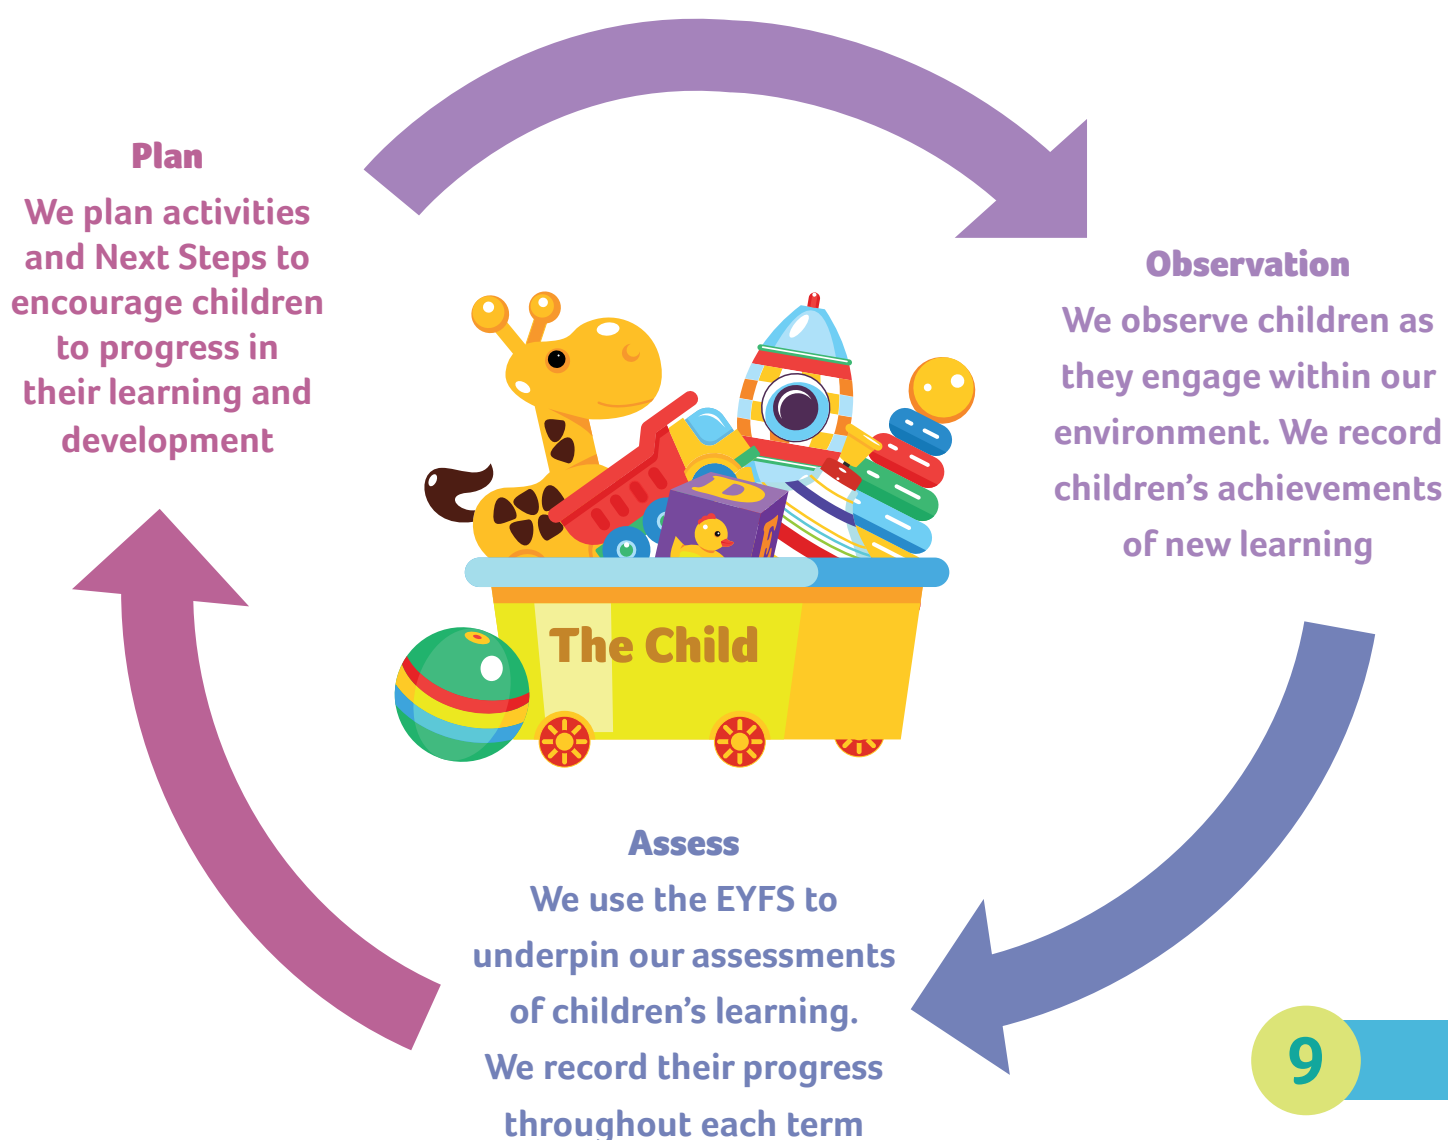 Plan
We plan activities
and Next Steps to
encourage children
to progress in
their learning and
development
Observation
We observe children as
they engage within our
environment. We record
children’s achievements
of new learning
The Child
Assess
We use the EYFS to
underpin our assessments
of children’s learning.
We record their progress
throughout each term
9